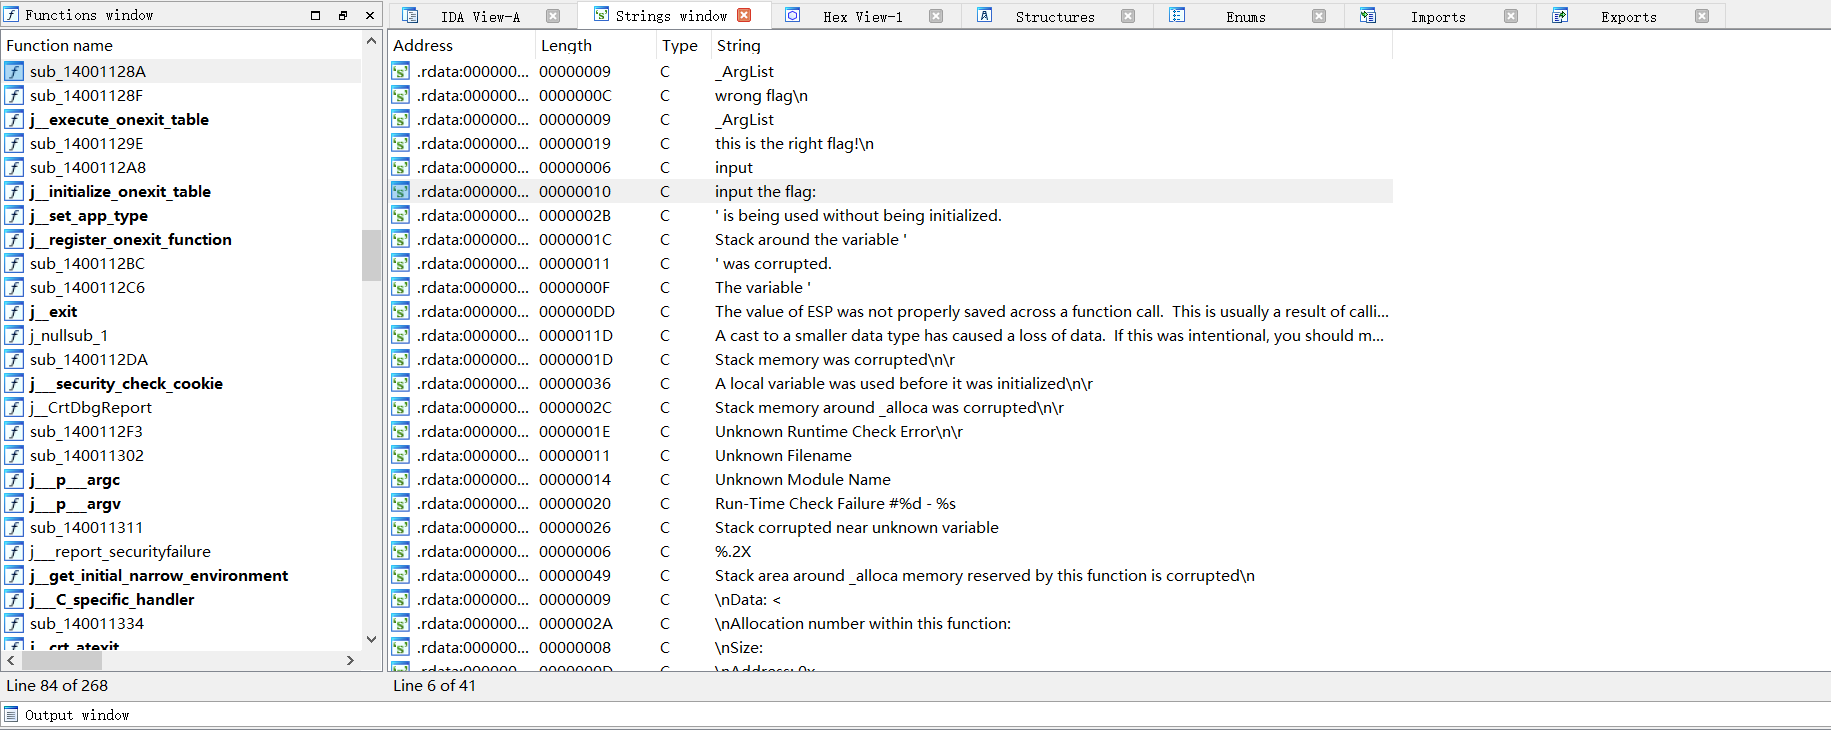 Functions window
IDA View-A
Strings window
Hex View-1
Structures
Enums
Imports
Exports
Function name
sub_14001128A
sub_14001128F
j__execute_onexit_table
sub_14001129E
sub_1400112A8
j__initialize_onexit_table
j__set_app_type
j__register_onexit_function
sub_1400112BC
sub_1400112C6
j__exit
j_nullsub_1
sub_1400112DA
j___security_check_cookie
j__CrtDbgReport
sub_1400112F3
sub_140011302
j___p___argc
j___p___argv
sub_140011311
j___report_securityfailure
j__get_initial_narrow_environment
j___C_specific_handler
sub_140011334
j__crt_atexit
Line 84 of 268
Address Length Type String
.rdata:000000... 00000009 C _ArgList
.rdata:000000... 0000000C C wrong flag\n
.rdata:000000... 00000009 C _ArgList
.rdata:000000... 00000019 C this is the right flag!\n
.rdata:000000... 00000006 C input
.rdata:000000... 00000010 C input the flag:
.rdata:000000... 0000002B C ' is being used without being initialized.
.rdata:000000... 0000001C C Stack around the variable '
.rdata:000000... 00000011 C ' was corrupted.
.rdata:000000... 0000000F C The variable '
.rdata:000000... 000000DD C The value of ESP was not properly saved across a function call.  This is usually a result of calli...
.rdata:000000... 0000011D C A cast to a smaller data type has caused a loss of data.  If this was intentional, you should m...
.rdata:000000... 0000001D C Stack memory was corrupted\n\r
.rdata:000000... 00000036 C A local variable was used before it was initialized\n\r
.rdata:000000... 0000002C C Stack memory around _alloca was corrupted\n\r
.rdata:000000... 0000001E C Unknown Runtime Check Error\n\r
.rdata:000000... 00000011 C Unknown Filename
.rdata:000000... 00000014 C Unknown Module Name
.rdata:000000... 00000020 C Run-Time Check Failure #%d - %s
.rdata:000000... 00000026 C Stack corrupted near unknown variable
.rdata:000000... 00000006 C %.2X
.rdata:000000... 00000049 C Stack area around _alloca memory reserved by this function is corrupted\n
.rdata:000000... 00000009 C \nData: <
.rdata:000000... 0000002A C \nAllocation number within this function:
.rdata:000000... 00000008 C \nSize:
.rdata:000000... 0000000D C \nAddress: 0x
Line 6 of 41
Output window